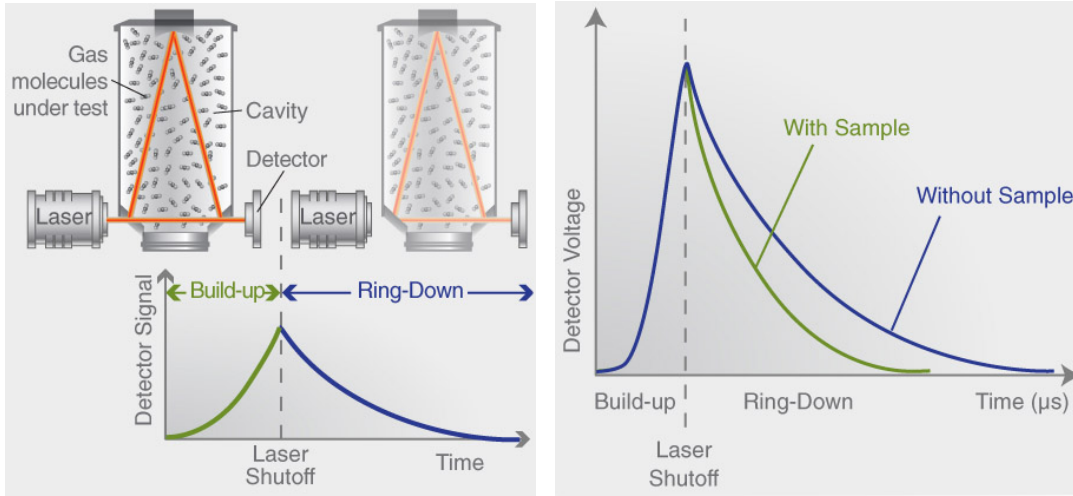 Gas
molecules
under test
Cavity
Detector
Laser
Laser
Build-up
Ring-Down
Detector Signal
Laser
Shutoff
Time
With Sample
Without Sample
Detector Voltage
Build-up
Ring-Down
Time (µs)
Laser
Shutoff